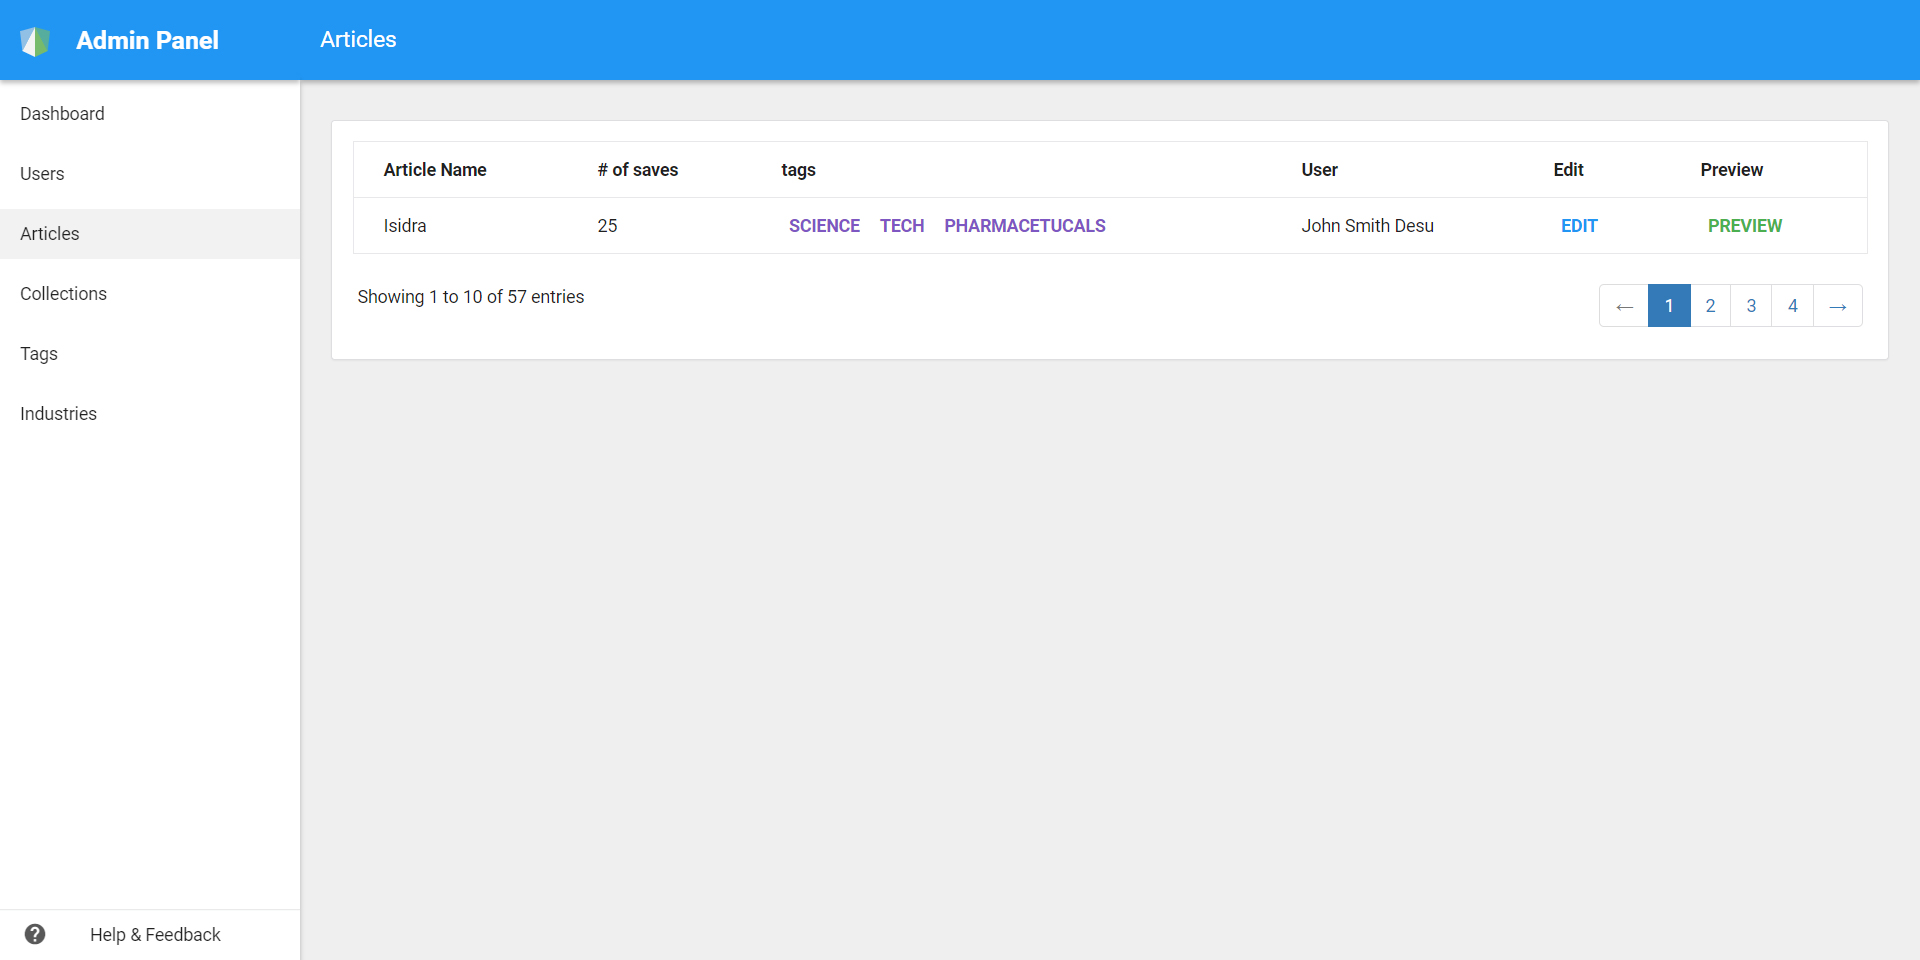 Admin Panel
Articles
Dashboard
Users
Articles
Collections
Tags
Industries
Help & Feedback
Article Name # of saves tags User Edit Preview
Isidra 25 SCIENCE TECH PHARMACETUCALS John Smith Desu EDIT PREVIEW
Showing 1 to 10 of 57 entries
← 1 2 3 4 →